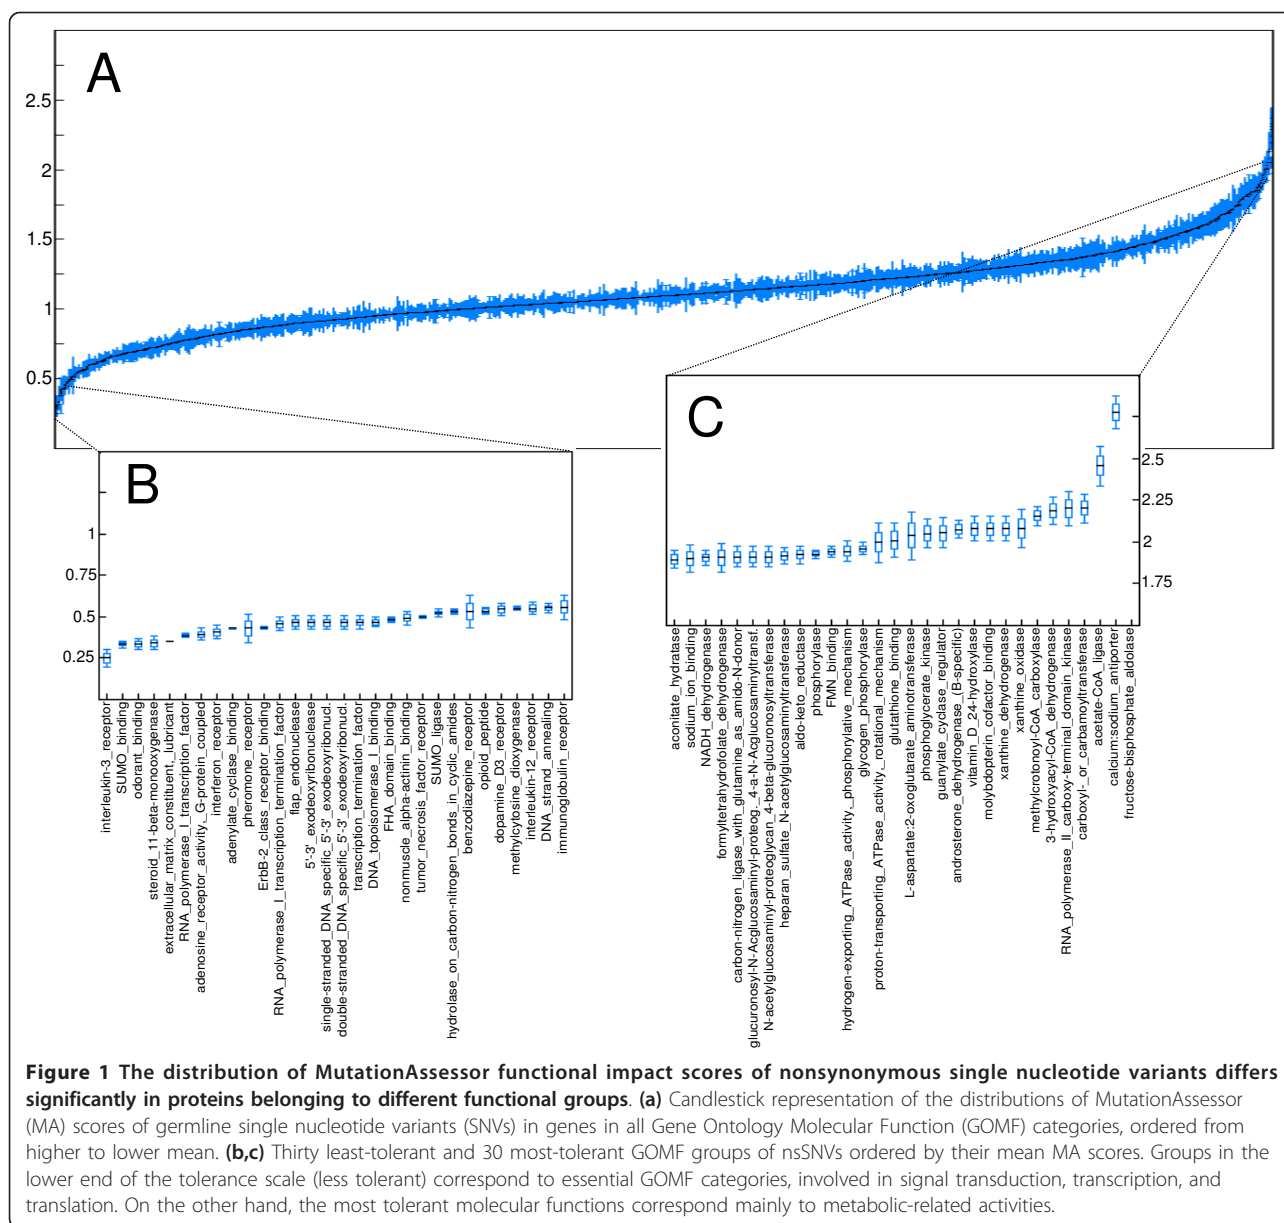 A
2.5
2
1.5
1
0.5
B
1
0.75
0.5
0.25
interleukin-3_receptor
SUMO_binding
odorant_binding
steroid_11-beta-monooxygenase
extracellular_matrix_constituent,_lubricant
RNA_polymerase_I_transcription_factor
adenosine_receptor_activity,_G-protein_coupled
interferon_receptor
adenylate_cyclase_binding
pheromone_receptor
ErbB-2_class_receptor_binding
RNA_polymerase_I_transcription_termination_factor
flap_endonuclease
5'-3'_exodeoxyribonuclease
single-stranded_DNA_specific_5'-3'_exodeoxyribonucl.
double-stranded_DNA_specific_5'-3'_exodeoxyribonucl.
transcription_termination_factor
DNA_topoisomerase_I_binding
FHA_domain_binding
nonmuscle_alpha-actinin_binding
tumor_necrosis_factor_receptor
SUMO_ligase
hydrolase_on_carbon-nitrogen_bonds_in_cyclic_amides
benzodiazepine_receptor
opioid_peptide
dopamine_D3_receptor
methylcytosine_dioxygenase
interleukin-12_receptor
DNA_strand_annealing
immunoglobulin_receptor
C
2.5
2.25
2
1.75
aconitate_hydratase
sodium_ion_binding
NADH_dehydrogenase
formyltetrahydrofolate_dehydrogenase
carbon-nitrogen_ligase_with_glutamine_as_amido-N-donor
glucuronosyl-N-Acglucosaminyl-proteog._4-a-N-Acglucosaminyltransf.
N-acetylglucosaminyl-proteoglycan_4-beta-glucuronosyltransferase
heparan_sulfate_N-acetylglucosaminyltransferase
aldo-keto_reductase
phosphorylase
FMN_binding
hydrogen-exporting_ATPase_activity,_phosphorylative_mechanism
glycogen_phosphorylase
proton-transporting_ATPase_activity,_rotational_mechanism
glutathione_binding
L-aspartate:2-oxoglutarate_aminotransferase
phosphoglycerate_kinase
guanylate_cyclase_regulator
androsterone_dehydrogenase_(B-specific)
vitamin_D_24-hydroxylase
molybdopterin_cofactor_binding
xanthine_dehydrogenase
xanthine_oxidase
methylcrotonoyl-CoA_carboxylase
3-hydroxyacyl-CoA_dehydrogenase
RNA_polymerase_II_carboxy-terminal_domain_kinase
carboxyl-_or_carbamoyltransferase
acetate-CoA_ligase
calcium:sodium_antiporter
fructose-bisphosphate_aldolase
Figure 1 The distribution of MutationAssessor functional impact scores of nonsynonymous single nucleotide variants differs
significantly in proteins belonging to different functional groups. (a) Candlestick representation of the distributions of MutationAssessor
(MA) scores of germline single nucleotide variants (SNVs) in genes in all Gene Ontology Molecular Function (GOMF) categories, ordered from
higher to lower mean. (b,c) Thirty least-tolerant and 30 most-tolerant GOMF groups of nsSNVs ordered by their mean MA scores. Groups in the
lower end of the tolerance scale (less tolerant) correspond to essential GOMF categories, involved in signal transduction, transcription, and
translation. On the other hand, the most tolerant molecular functions correspond mainly to metabolic-related activities.